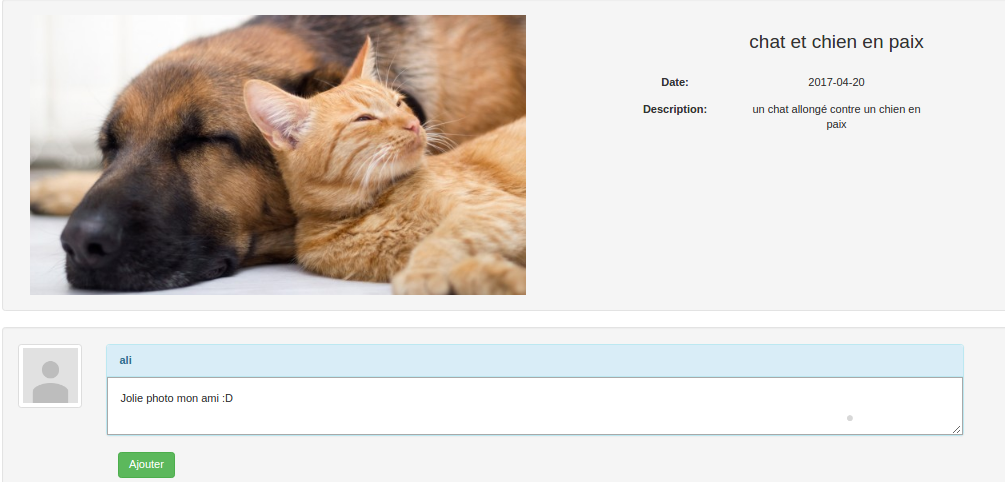 chat et chien en paix
Date: 2017-04-20
Description: un chat allongé contre un chien en
paix
ali
Jolie photo mon ami :D
Ajouter